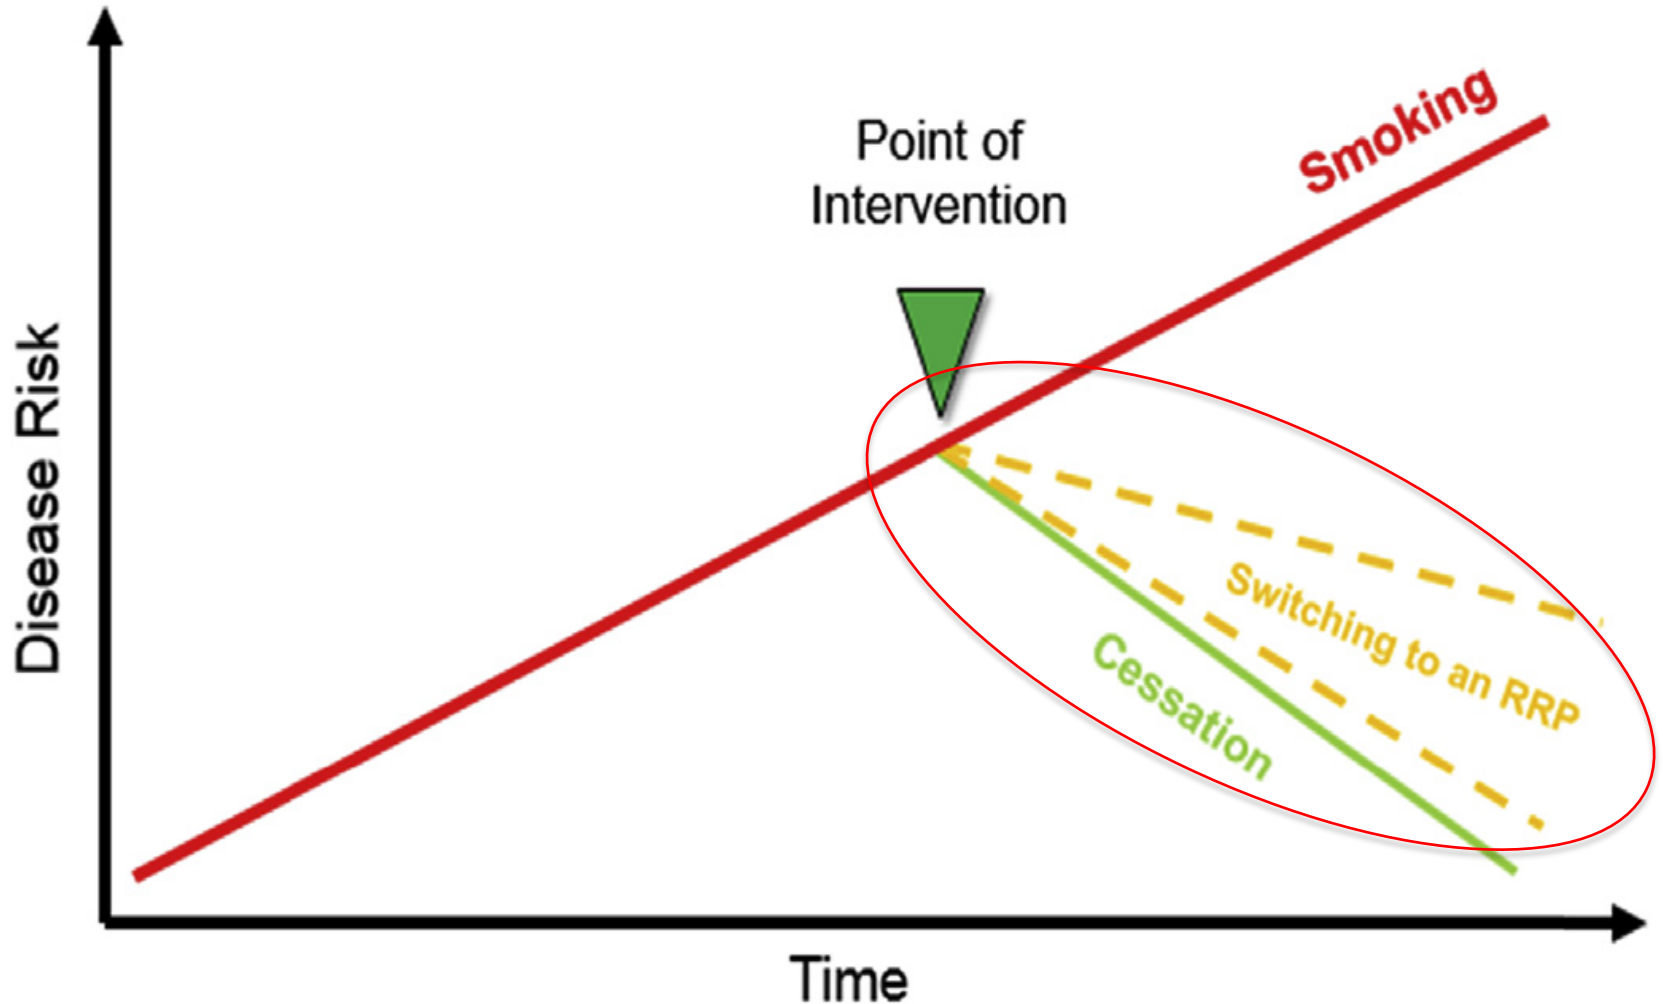 Point of
Intervention
Smoking
Switching to an RRP
Cessation
Disease Risk
Time